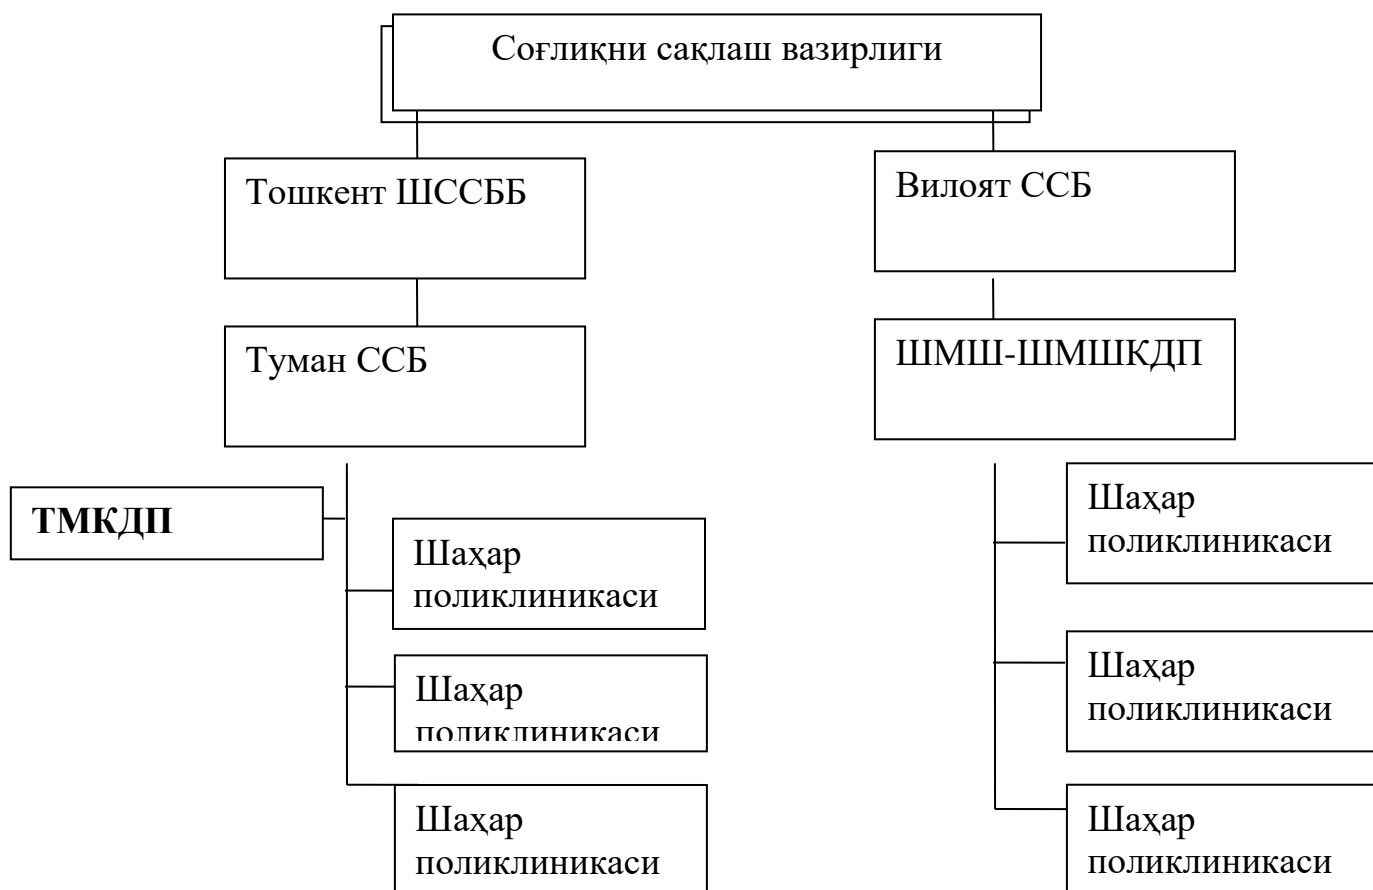 Соғлиқни сақлаш вазирлиги
Тошкент ШССББ
Вилоят ССБ
Туман ССБ
ШМШ-ШМШКДП
ТМКДП
Шаҳар
поликлиникаси
Шаҳар
поликлиникаси
Шаҳар
поликлиникаси
Шаҳар
поликлиникаси
Шаҳар
поликлиникаси
Шаҳар
поликлиникаси